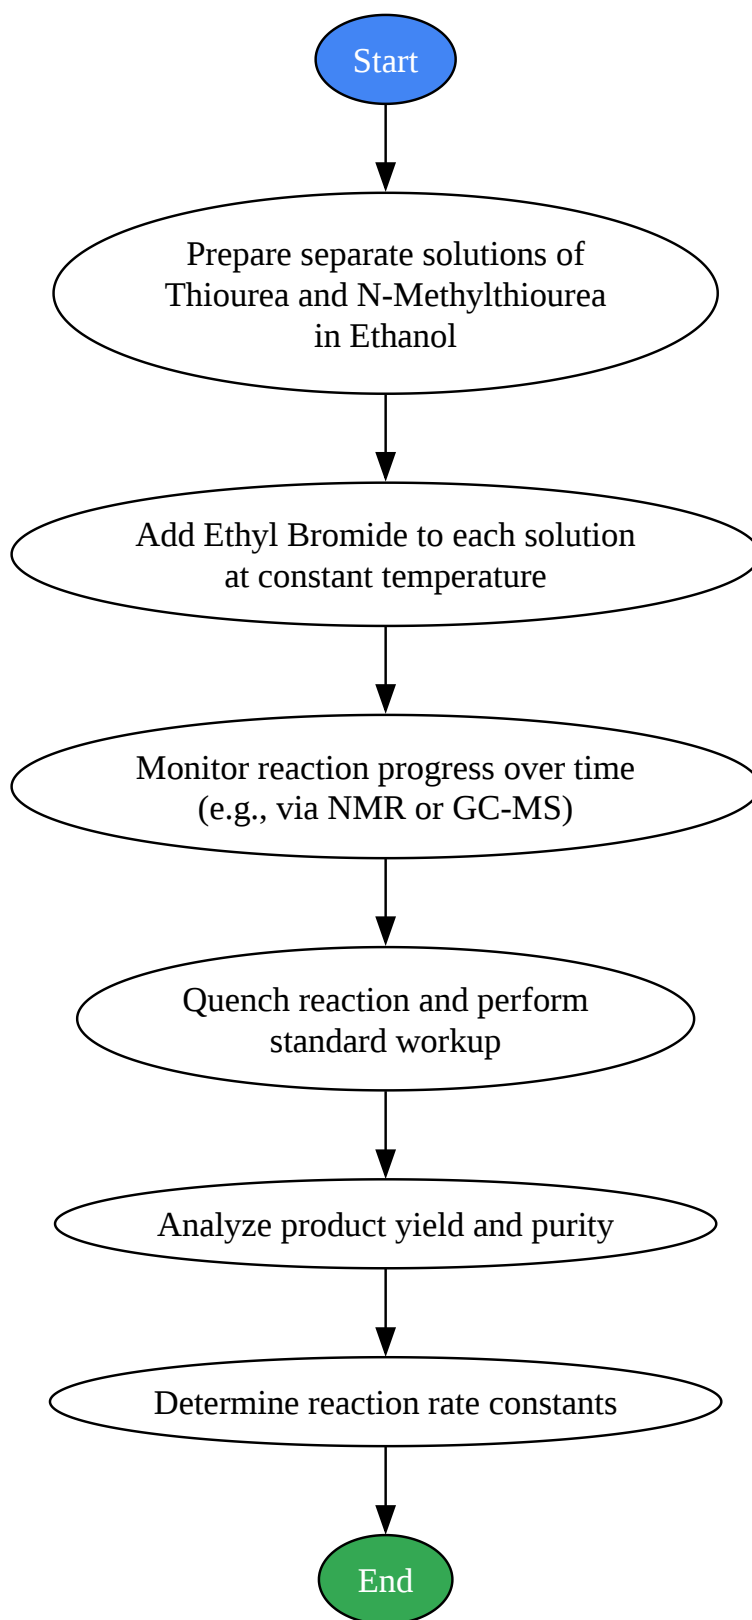 Start
Prepare separate solutions of
Thiourea and N-Methylthiourea
in Ethanol
Add Ethyl Bromide to each solution
at constant temperature
Monitor reaction progress over time
(e.g., via NMR or GC-MS)
Quench reaction and perform
standard workup
Analyze product yield and purity
Determine reaction rate constants
End